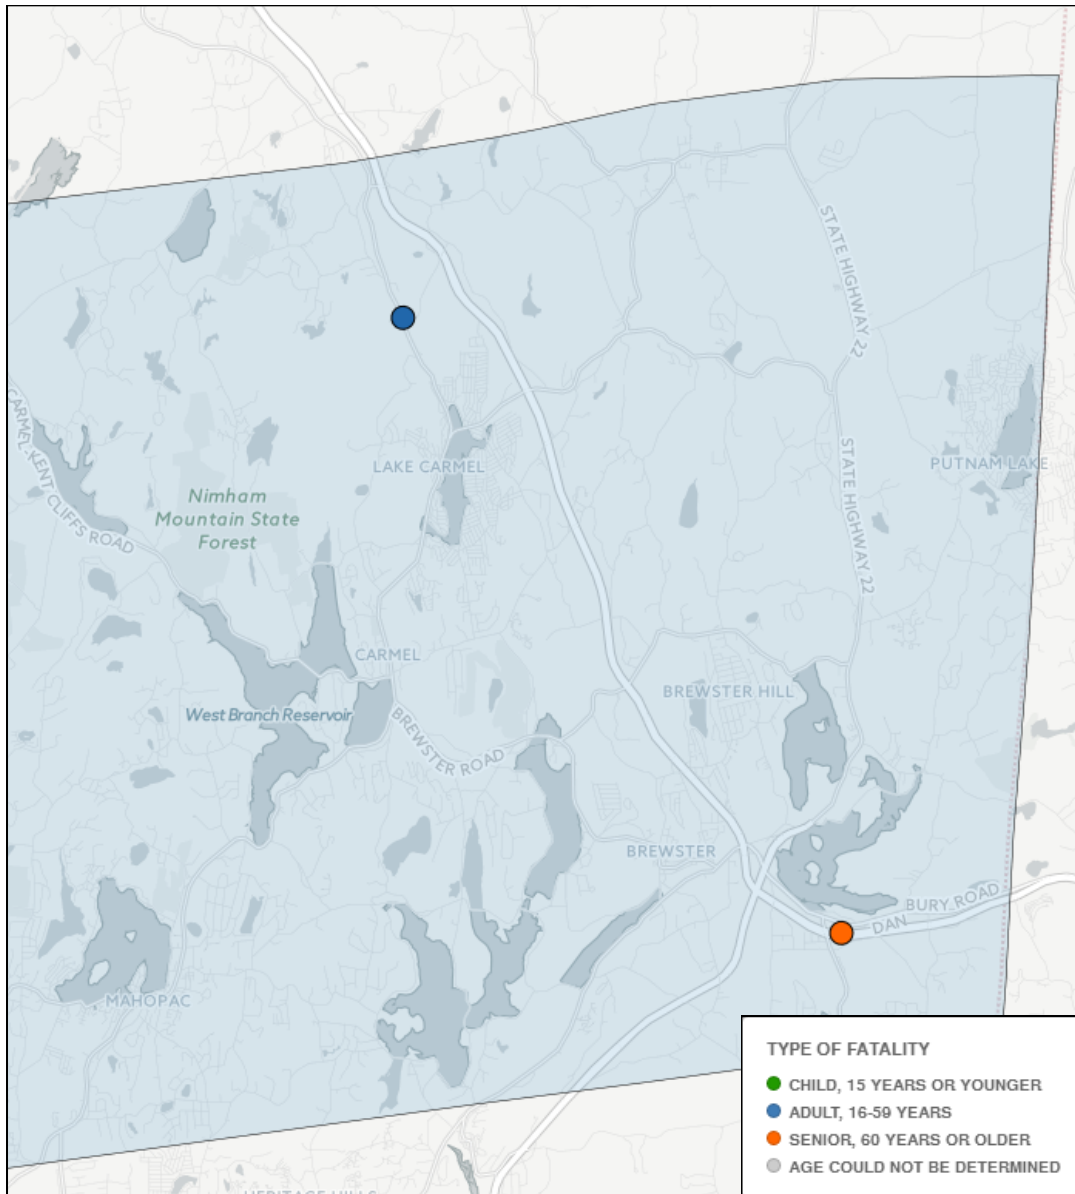 STATE HIGHWAY 22
CARMEL-KENT CLIFFS ROAD
LAKE CARMEL
PUTNAM LAKE
STATE HIGHWAY 22
Nimham
Mountain State
Forest
CARMEL
BREWSTER HILL
West Branch Reservoir
BREWSTER ROAD
BREWSTER
DAN
BURY ROAD
MAHOPAC
HERITAGE HILLS
TYPE OF FATALITY
CHILD, 15 YEARS OR YOUNGER
ADULT, 16-59 YEARS
SENIOR, 60 YEARS OR OLDER
AGE COULD NOT BE DETERMINED